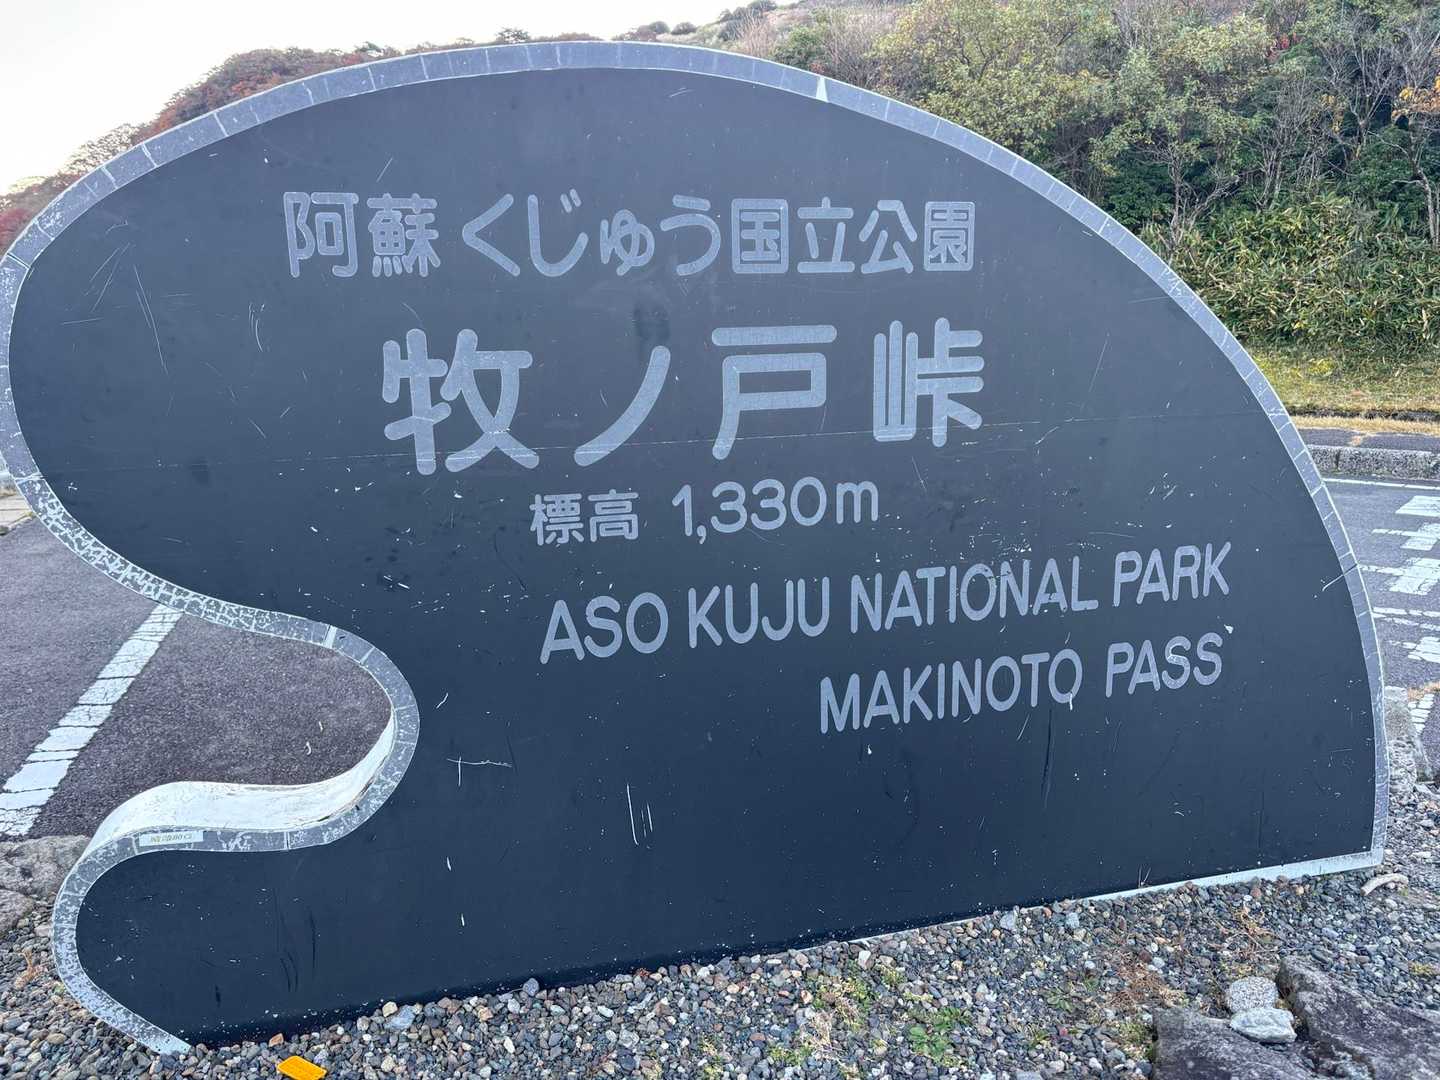 阿蘇くじゅう国立公園
牧ノ戸峠
標高 1,330m
ASO KUJU NATIONAL PARK
MAKINOTO PASS